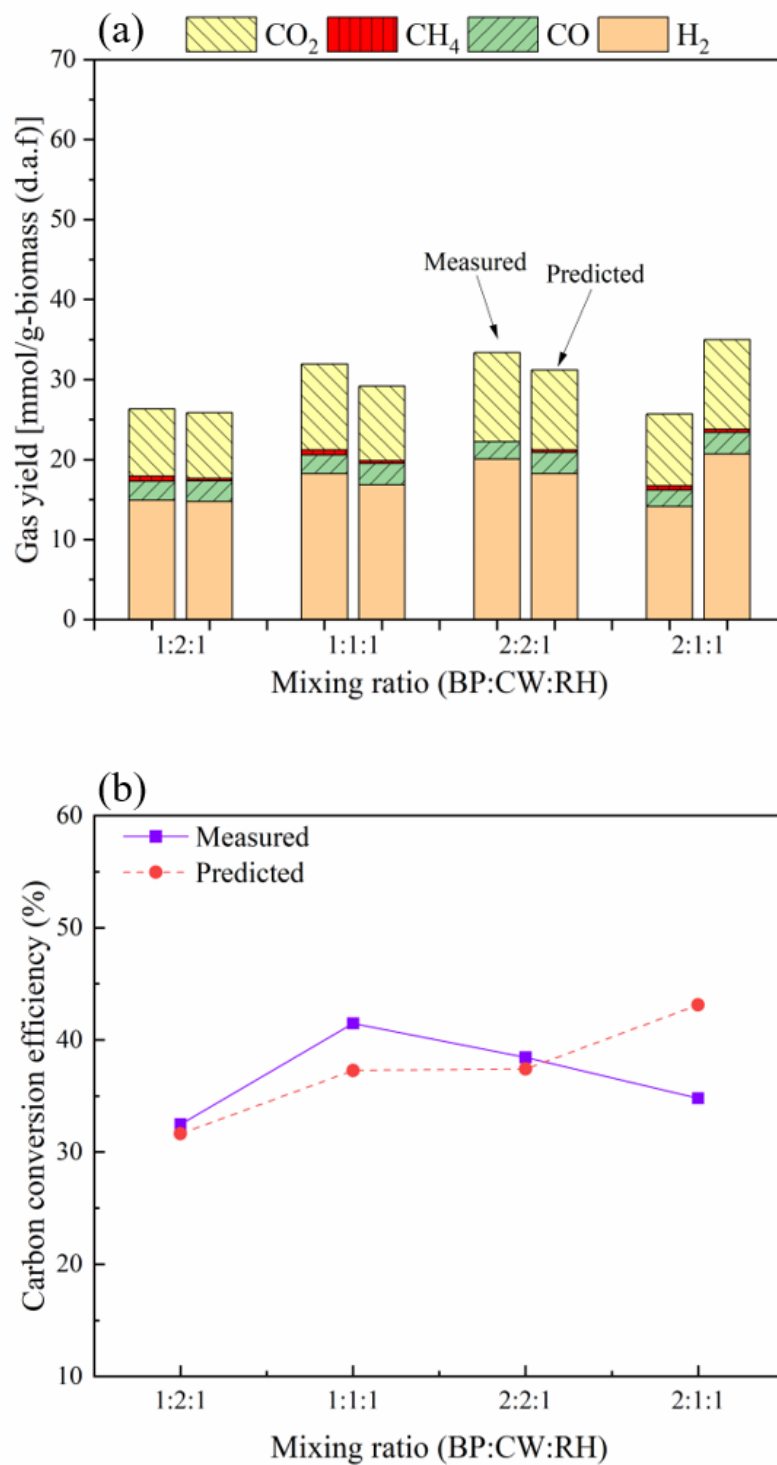 (a)
CO₂ CH₄ CO H₂
70
60
50
40
30
20
10
0
Gas yield [mmol/g-biomass (d.a.f)]
Measured
Predicted
1:2:1 1:1:1 2:2:1 2:1:1
Mixing ratio (BP:CW:RH)
(b)
60
50
40
30
20
10
Carbon conversion efficiency (%)
Measured
Predicted
1:2:1 1:1:1 2:2:1 2:1:1
Mixing ratio (BP:CW:RH)